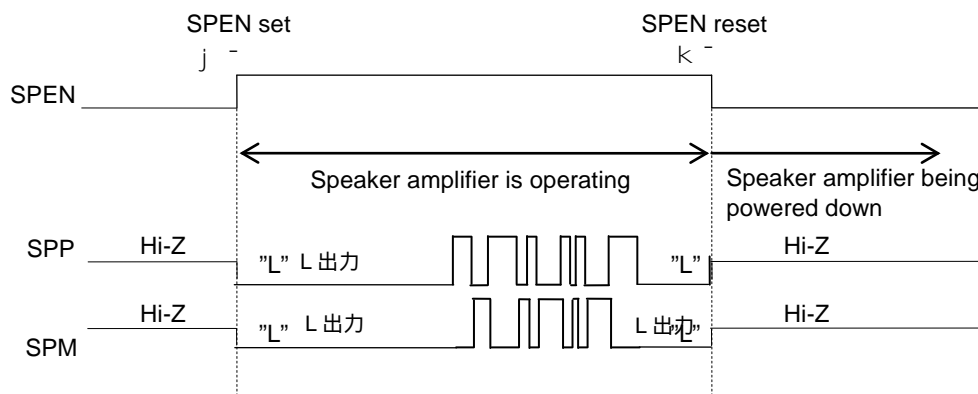 SPEN set
SPEN reset
j ¯
k ¯
SPEN
Speaker amplifier is operating
Speaker amplifier being
powered down
SPP
Hi-Z
”L”
L 出力
”L”
Hi-Z
SPM
Hi-Z
”L”
L 出力
L 出力
”L”
Hi-Z